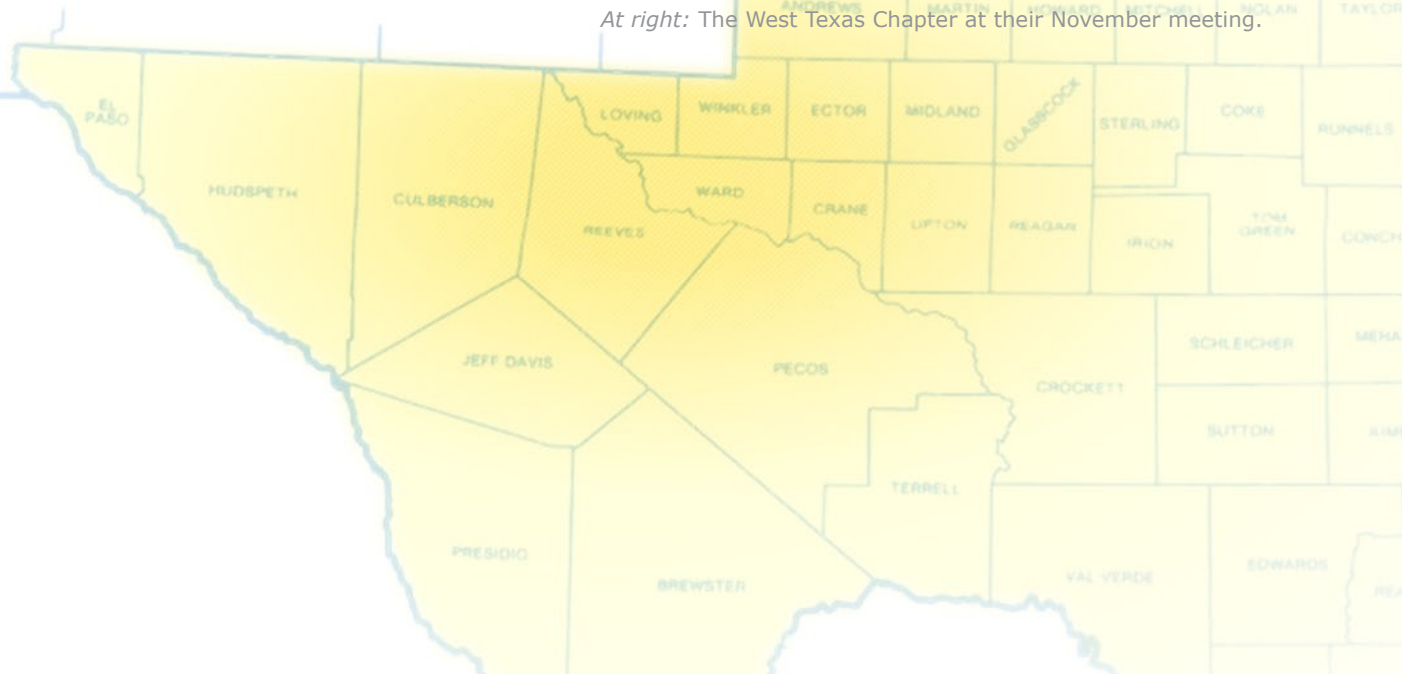 At right: The West Texas Chapter at their November meeting.
ANDREWS MARTIN HOWARD MITCHELL NOLAN TAYLOR
EL
PASO
LOVING WINKLER ECTOR MIDLAND GLASSCOCK STERLING COKE RUNNELS
HUDSPETH CULBERSON REEVES WARD CRANE UPTON REAGAN IRION TOM
GREEN CONCH
JEFF DAVIS PECOS CROCKETT SCHLEICHER
SUTTON
TERRELL
PRESIDIO BREWSTER VAL VERDE EDWARDS